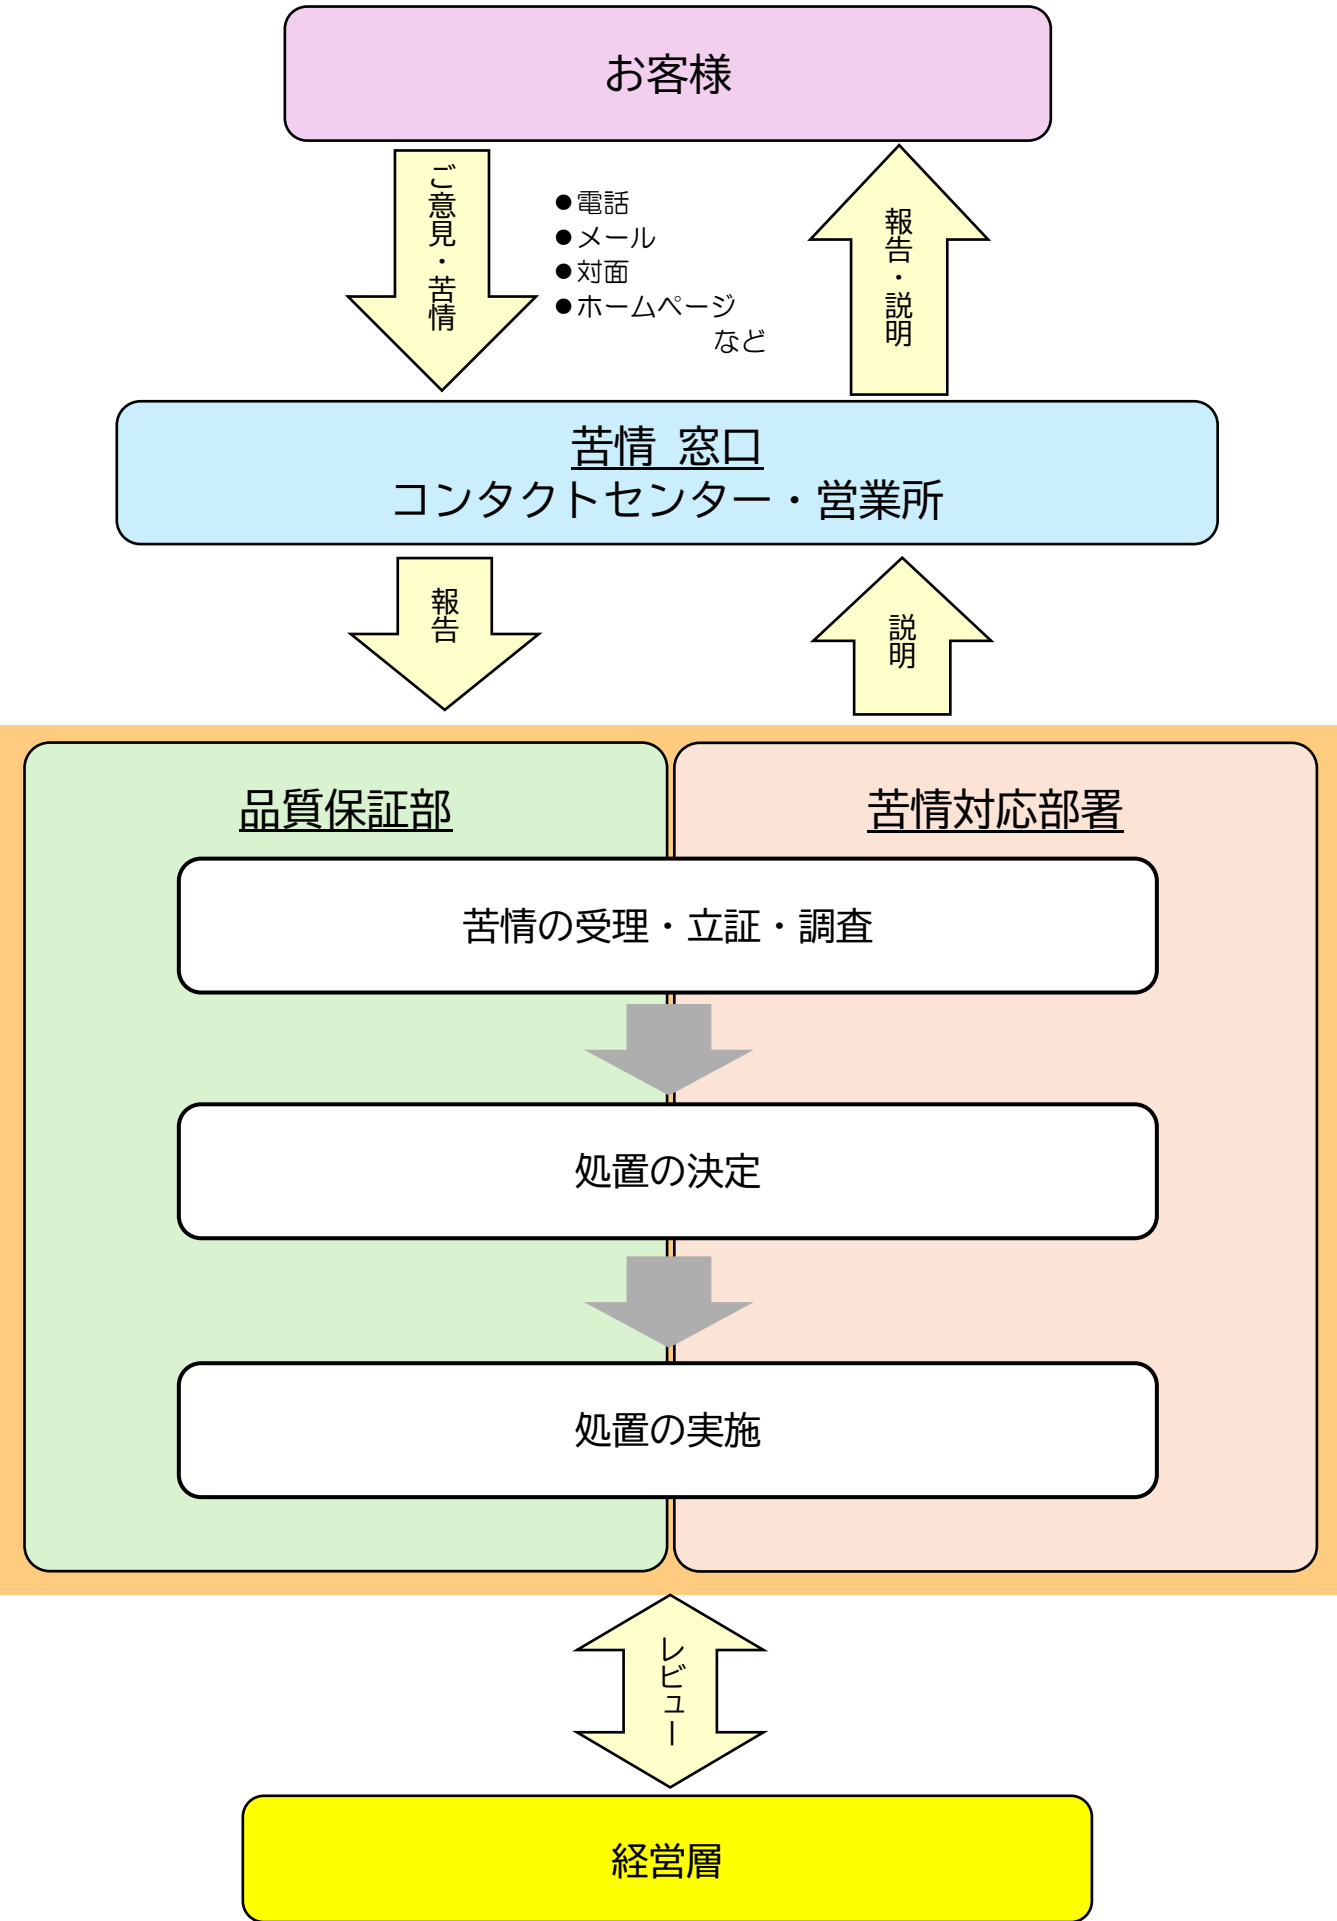 お客様
ご意見・苦情
●電話
●メール
●対面
●ホームページ
など
報告・説明
苦情 窓口
コンタクトセンター・営業所
報告
説明
品質保証部
苦情対応部署
苦情の受理・立証・調査
処置の決定
処置の実施
レビュー
経営層